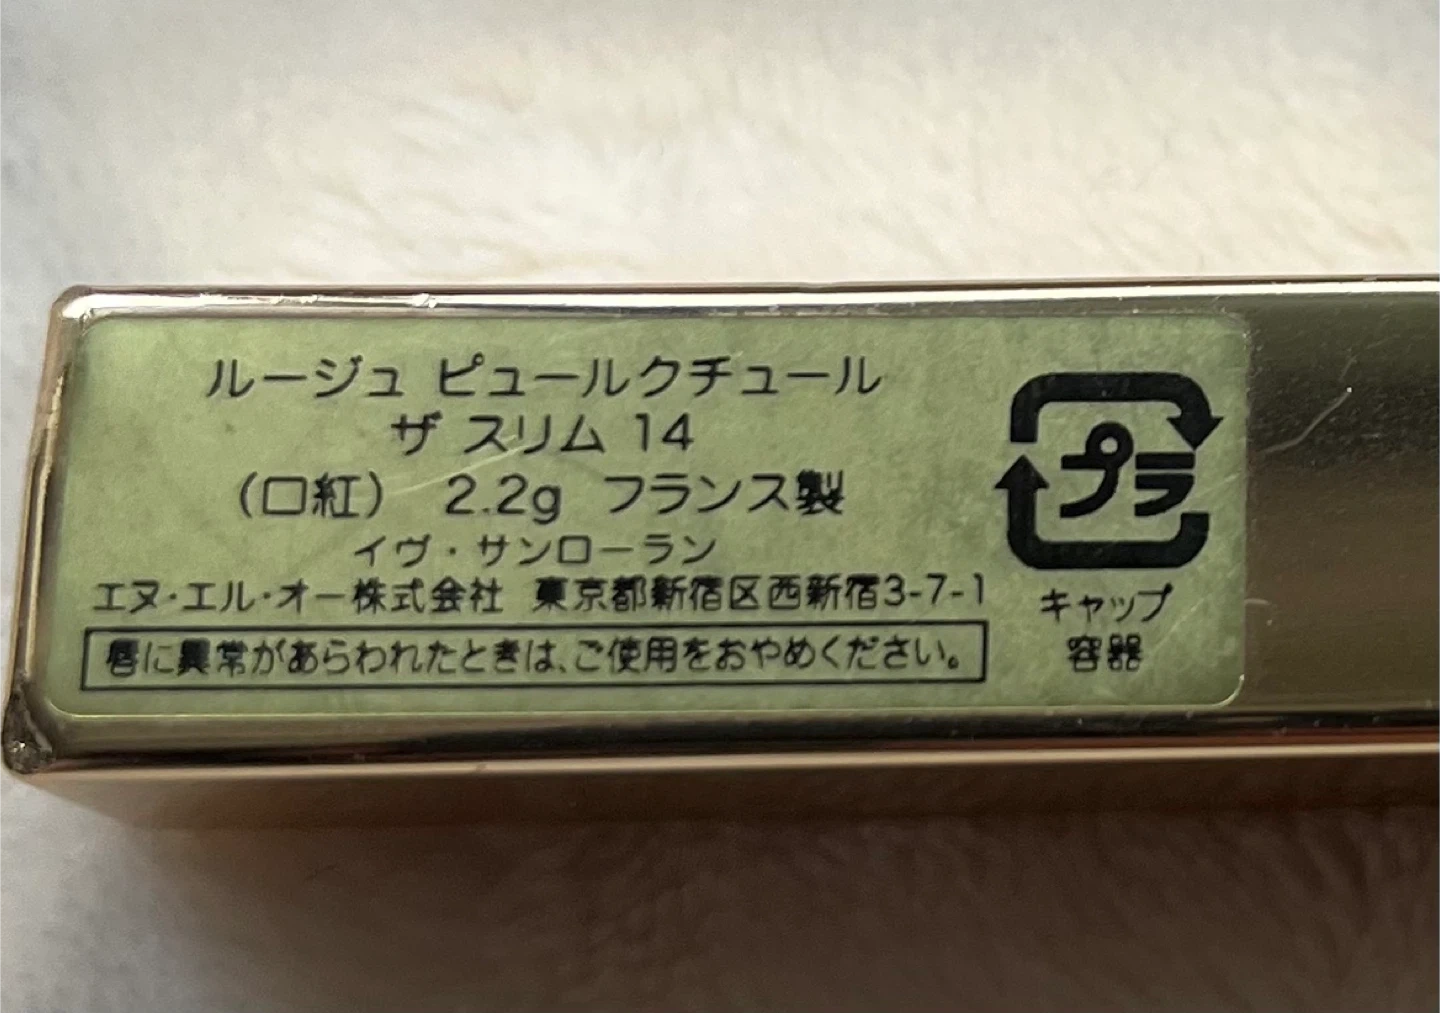 ルージュ ピュールクチュール
ザ スリム 14
(口紅) 2.2g フランス製
イヴ・サンローラン
エヌ・エル・オー株式会社 東京都新宿区西新宿3-7-1
唇に異常があらわれたときは、ご使用をおやめください。
プラ
キャップ
容器